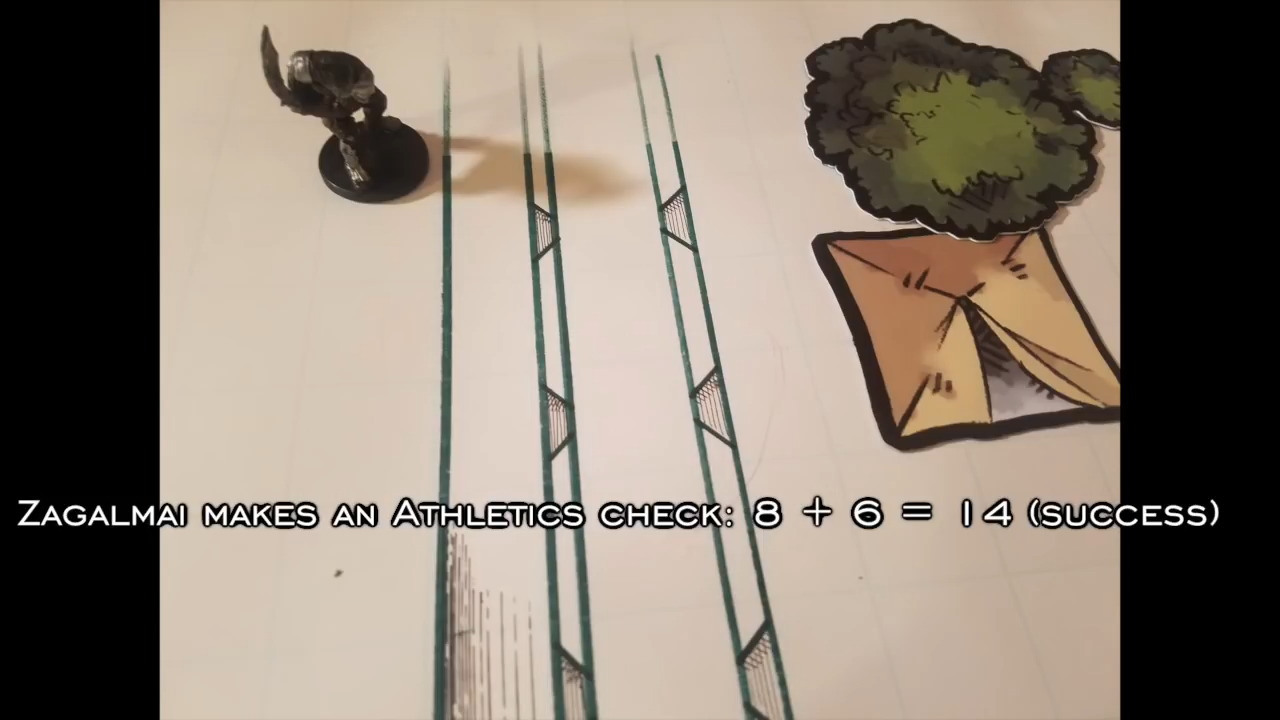 Zagalmai makes an Athletics check: 8 + 6 = 14 (success)